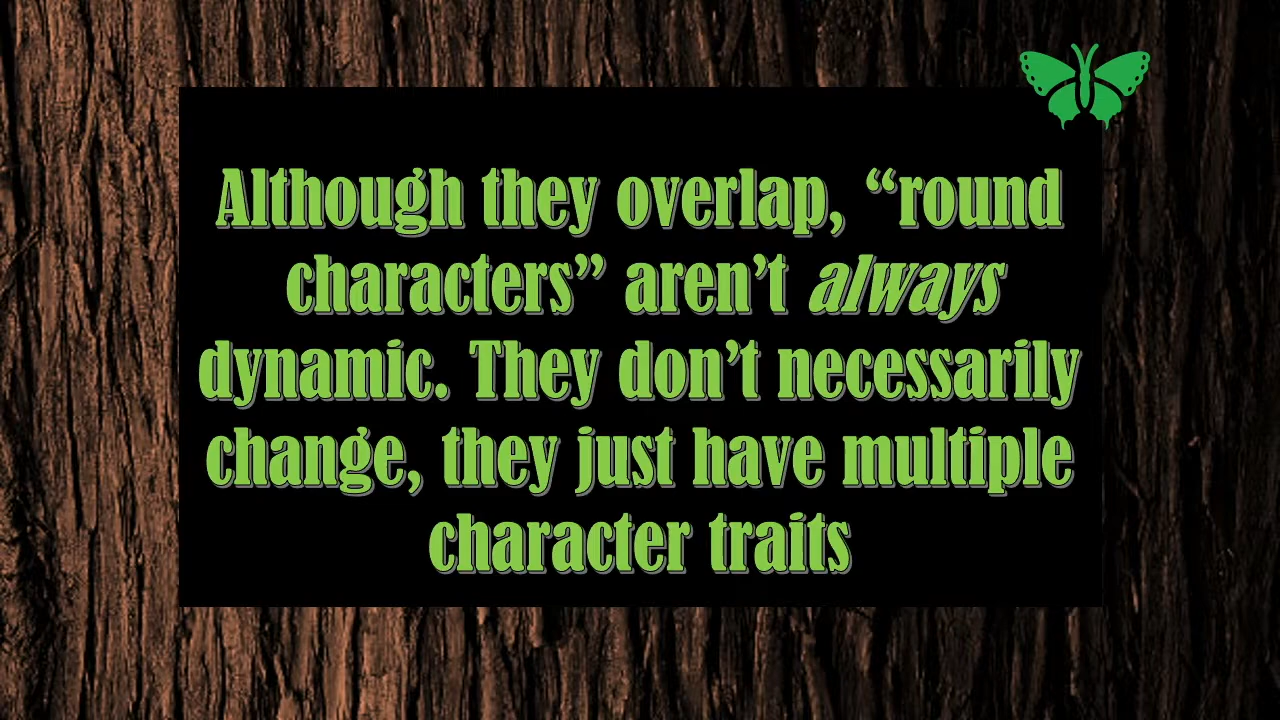 Although they overlap, “round
characters” aren’t always
dynamic. They don’t necessarily
change, they just have multiple
character traits